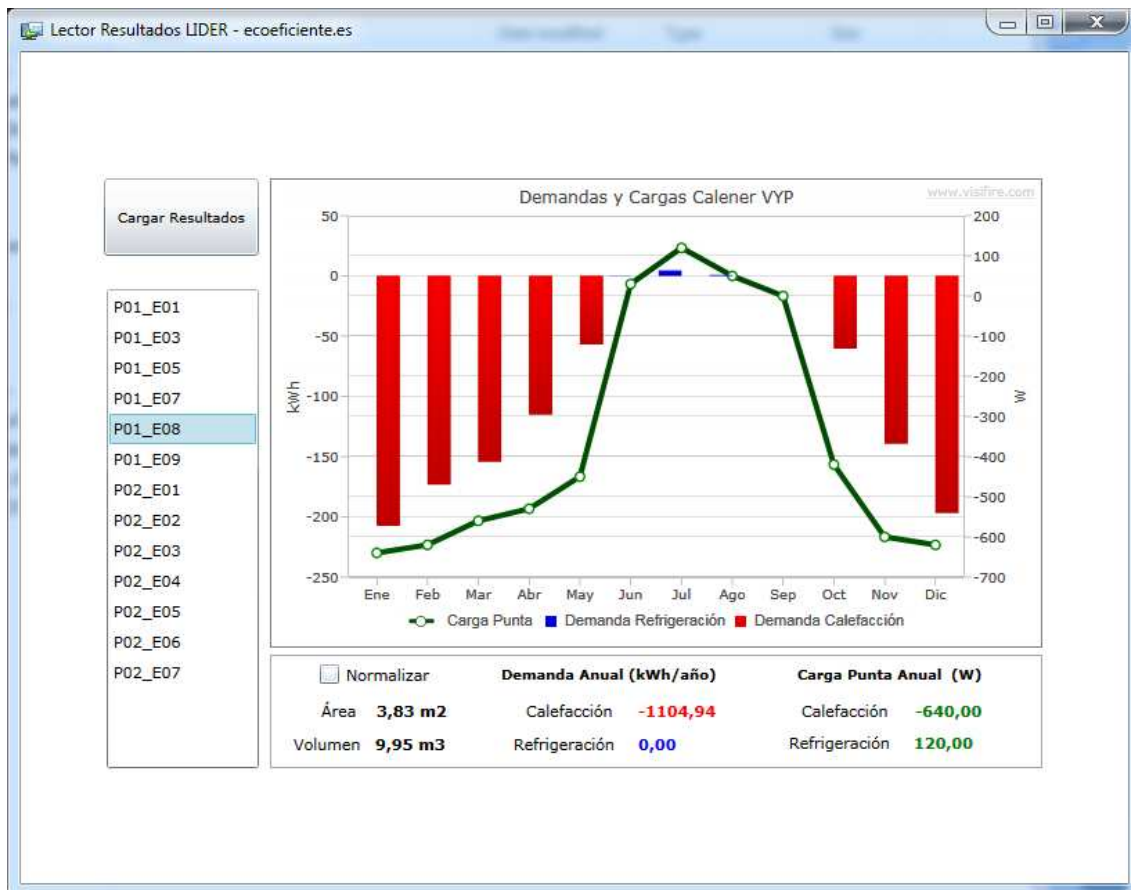 Lector Resultados LIDER - ecoeficiente.es
Cargar Resultados
P01_E01
P01_E03
P01_E05
P01_E07
P01_E08
P01_E09
P02_E01
P02_E02
P02_E03
P02_E04
P02_E05
P02_E06
P02_E07
Demandas y Cargas Calener VYP
www.visifire.com
kWh
50
0
-50
-100
-150
-200
-250
200
100
0
-100
-200
-300
-400
-500
-600
-700
W
Ene Feb Mar Abr May Jun Jul Ago Sep Oct Nov Dic
Carga Punta Demanda Refrigeración Demanda Calefacción
Normalizar Demanda Anual (kWh/año) Carga Punta Anual (W)
Área 3,83 m2 Calefacción -1104,94 Calefacción -640,00
Volumen 9,95 m3 Refrigeración 0,00 Refrigeración 120,00